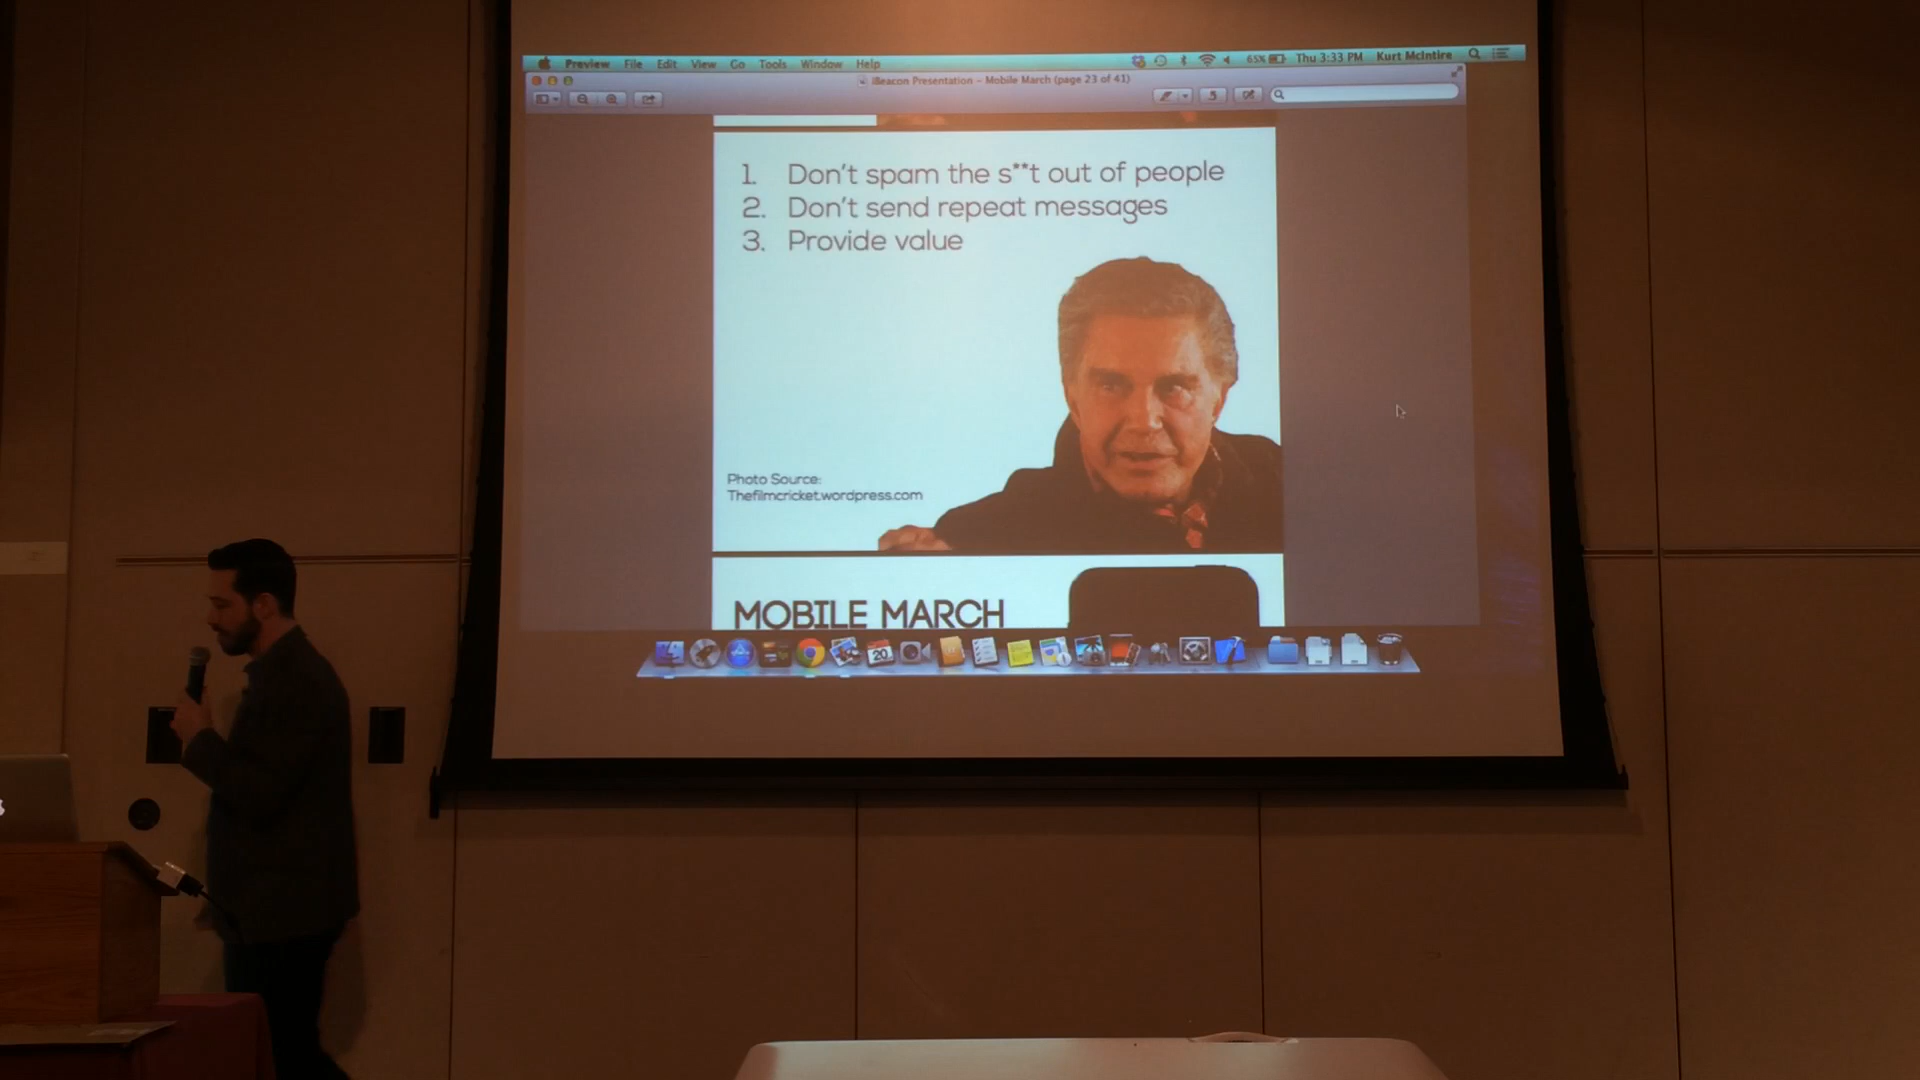 Preview File Edit View Go Tools Window Help 65% Thu 3:33 PM Kurt McIntire
iBeacon Presentation – Mobile March (page 23 of 41)
1. Don't spam the s**t out of people
2. Don't send repeat messages
3. Provide value
Photo Source:
Thefilmcricket.wordpress.com
MOBILE MARCH
20